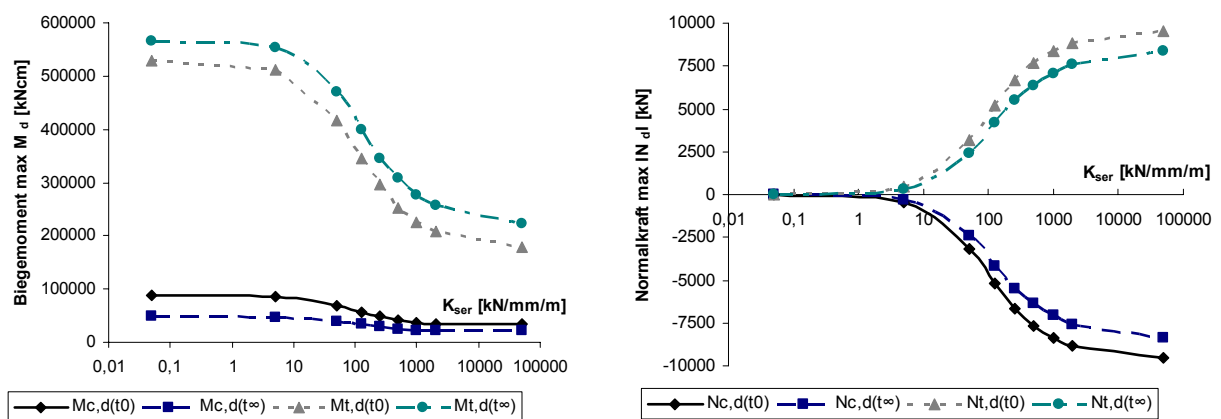 Biegemoment max M d [kNcm]
600000
500000
400000
300000
200000
100000
0
K ser [kN/mm/m]
0,01 0,1 1 10 100 1000 10000 100000
Mc,d(t0) Mc,d(t∞) Mt,d(t0) Mt,d(t∞)
Normalkraft max IN d I [kN]
10000
7500
5000
2500
0
-2500
-5000
-7500
-10000
K ser [kN/mm/m]
0,01 0,1 1 10 100 1000 10000 100000
Nc,d(t0) Nc,d(t∞) Nt,d(t0) Nt,d(t∞)